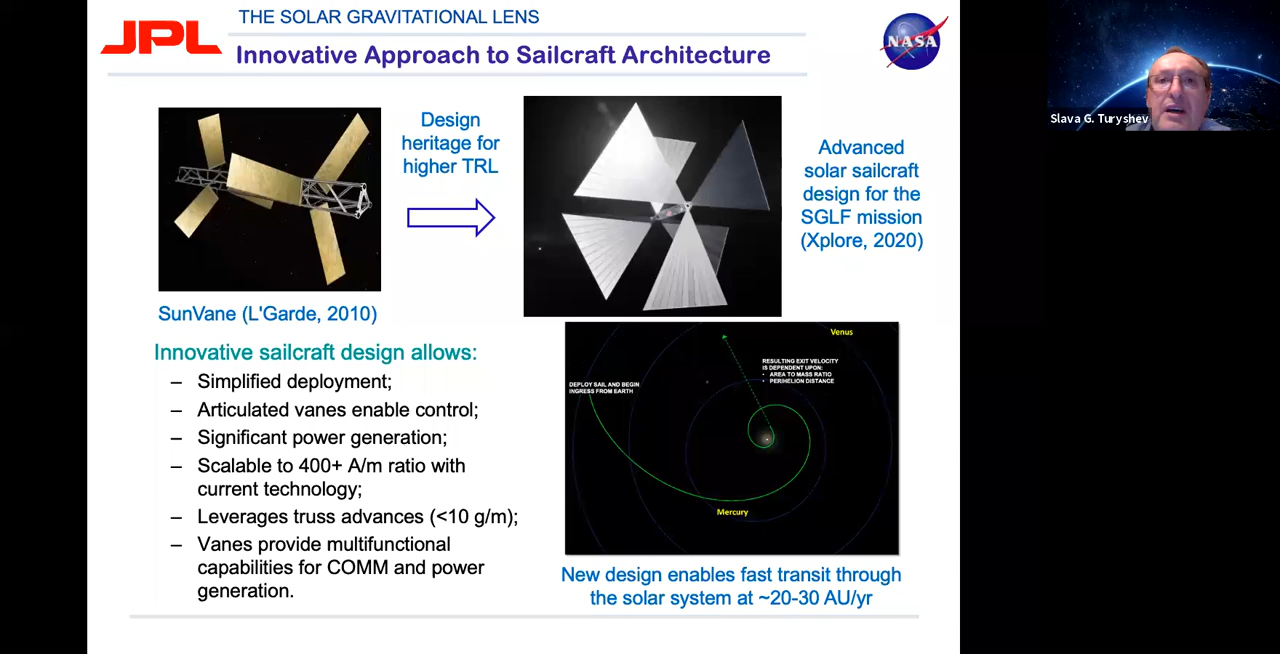 JPL
THE SOLAR GRAVITATIONAL LENS
Innovative Approach to Sailcraft Architecture
NASA
Slava G. Turyshev
Design
heritage for
higher TRL
Advanced
solar sailcraft
design for the
SGLF mission
(Xplore, 2020)
SunVane (L'Garde, 2010)
Innovative sailcraft design allows:
– Simplified deployment;
– Articulated vanes enable control;
– Significant power generation;
– Scalable to 400+ A/m ratio with
current technology;
– Leverages truss advances (<10 g/m);
– Vanes provide multifunctional
capabilities for COMM and power
generation.
Venus
RESULTING EXIT VELOCITY
IS DEPENDENT UPON:
• AREA TO MASS RATIO
• PERIHELION DISTANCE
DEPLOY SAIL AND BEGIN
INGRESS FROM EARTH
Mercury
New design enables fast transit through
the solar system at ~20-30 AU/yr